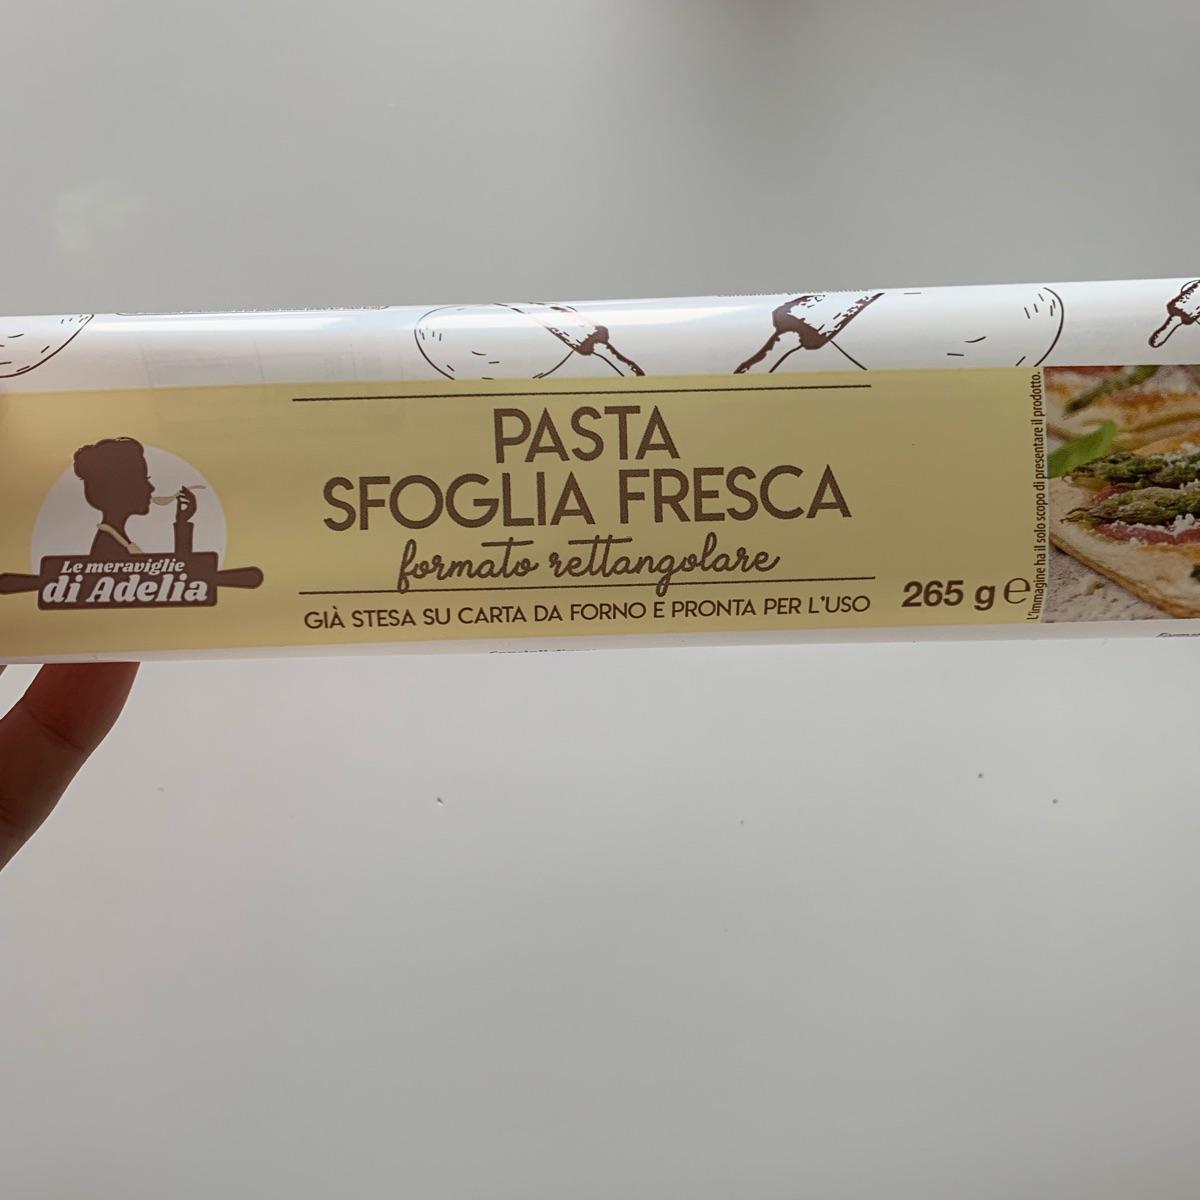 PASTA
SFOGLIA FRESCA
formato rettangolare
GIÀ STESA SU CARTA DA FORNO E PRONTA PER L'USO
Le meraviglie
di Adelia
265 g e
L'immagine ha il solo scopo di presentare il prodotto.